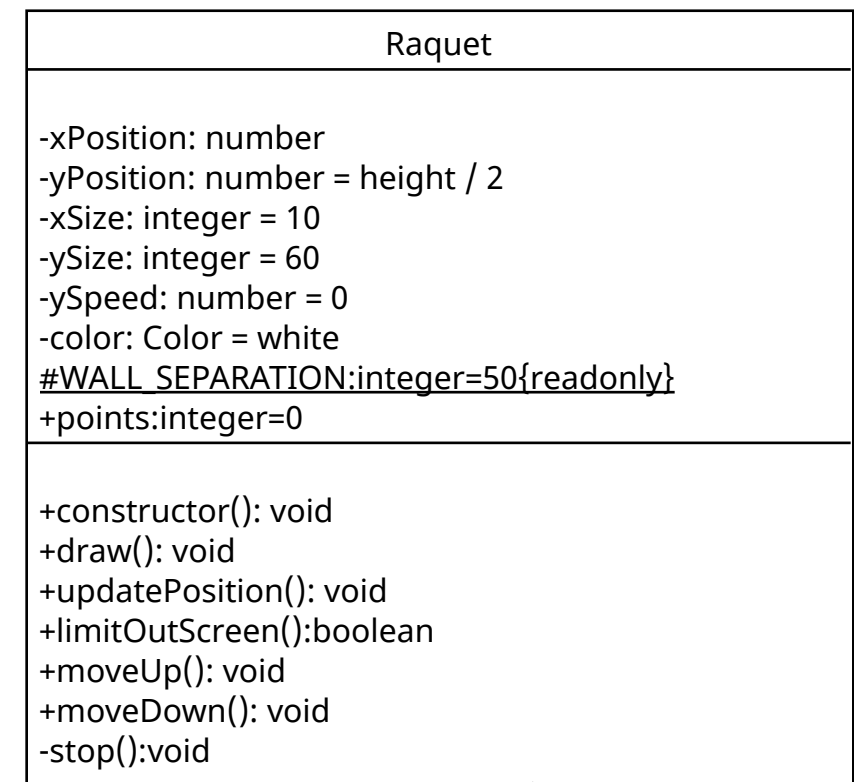 Raquet
-xPosition: number
-yPosition: number = height / 2
-xSize: integer = 10
-ySize: integer = 60
-ySpeed: number = 0
-color: Color = white
#WALL_SEPARATION:integer=50{readonly}
+points:integer=0
+constructor(): void
+draw(): void
+updatePosition(): void
+limitOutScreen():boolean
+moveUp(): void
+moveDown(): void
-stop():void